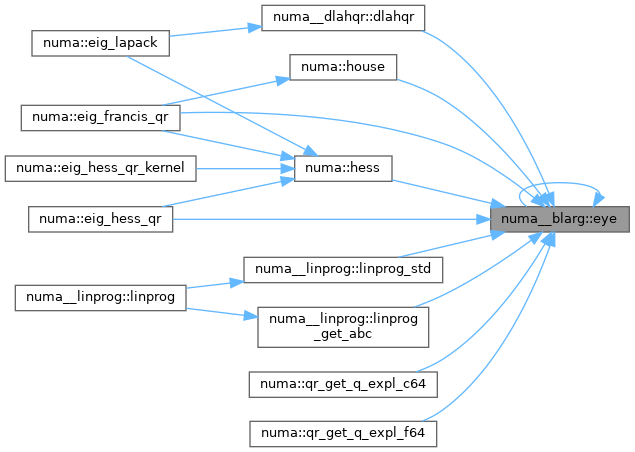 numa__dlahqr::dlahqr
numa::eig_lapack
numa::house
numa::eig_francis_qr
numa::eig_hess_qr_kernel
numa::hess
numa::eig_hess_qr
numa__blarg::eye
numa__linprog::linprog_std
numa__linprog::linprog
numa__linprog::linprog
_get_abc
numa::qr_get_q_expl_c64
numa::qr_get_q_expl_f64